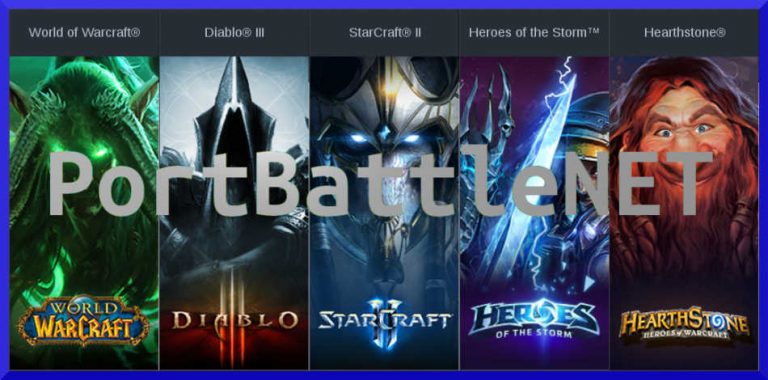 World of Warcraft® Diablo® III StarCraft® II Heroes of the Storm™ Hearthstone®
PortBattleNET
WORLD OF WARCRAFT
DIABLO III
STARCRAFT II
HEROES OF THE STORM
HEARTHSTONE HEROES OF WARCRAFT